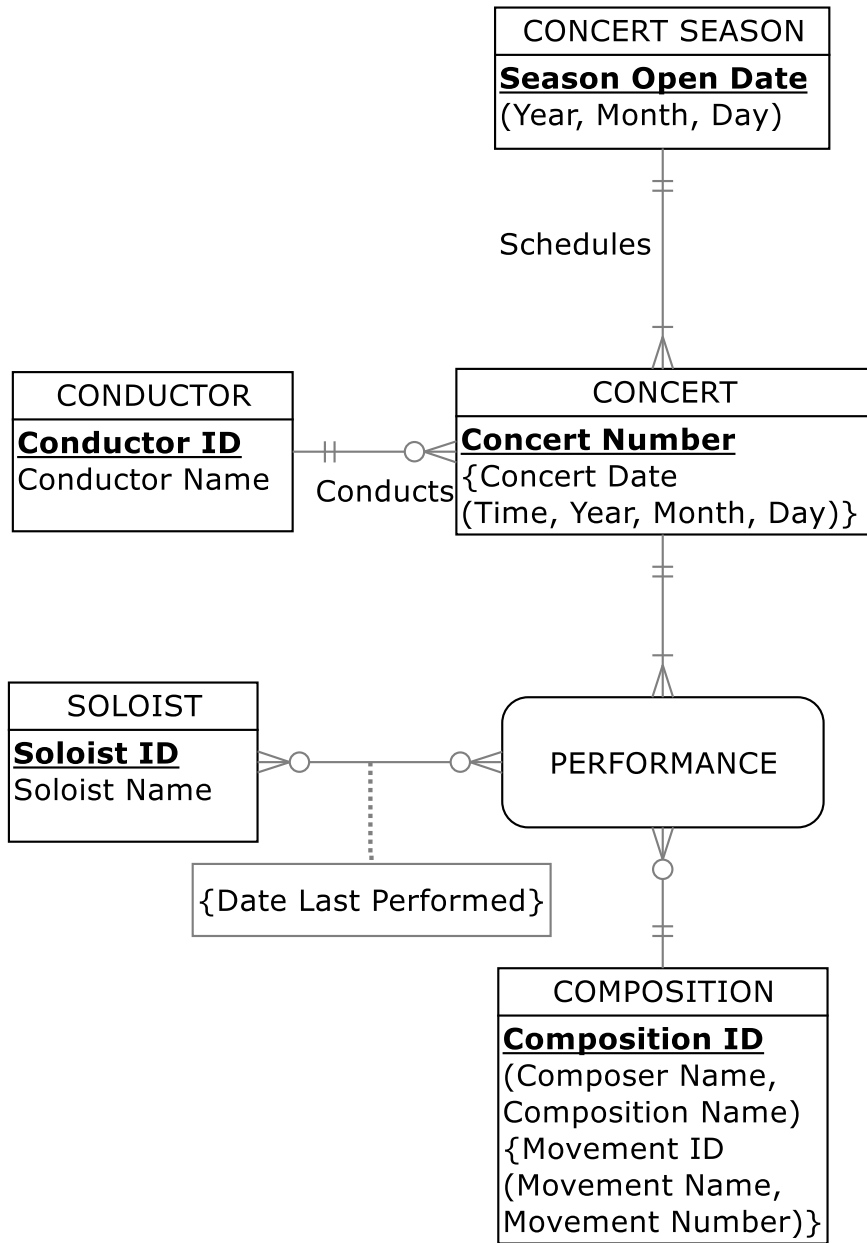 CONCERT SEASON
Season Open Date
(Year, Month, Day)
Schedules
CONDUCTOR
Conductor ID
Conductor Name
Conducts
CONCERT
Concert Number
{Concert Date
(Time, Year, Month, Day)}
SOLOIST
Soloist ID
Soloist Name
PERFORMANCE
{Date Last Performed}
COMPOSITION
Composition ID
(Composer Name,
Composition Name)
{Movement ID
(Movement Name,
Movement Number)}